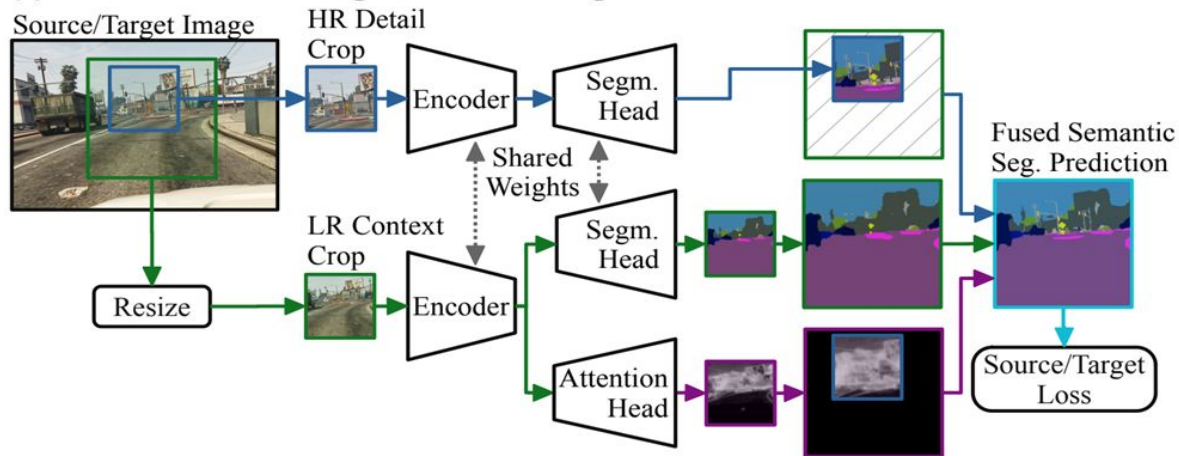 Source/Target Image
HR Detail
Crop
Encoder
Segm.
Head
Shared
Weights
Fused Semantic
Seg. Prediction
LR Context
Crop
Resize
Encoder
Segm.
Head
Attention
Head
Source/Target
Loss